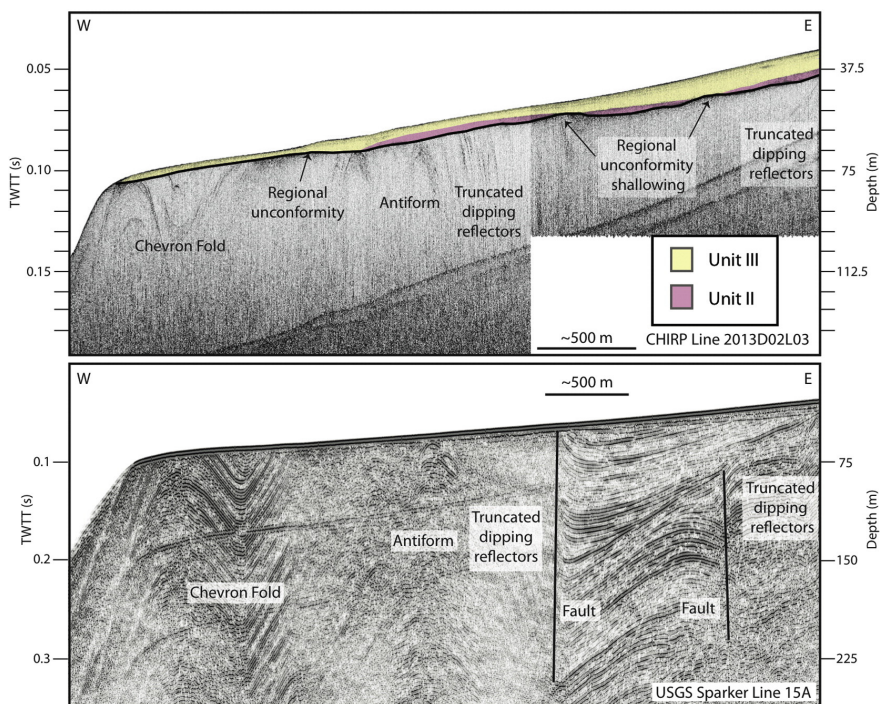 W
E
0.05
37.5
TWTT (s)
0.10
75
Depth (m)
0.15
112.5
Regional
unconformity
Regional
unconformity
shallowing
Truncated
dipping
reflectors
Antiform
Truncated
dipping
reflectors
Chevron Fold
Unit III
Unit II
~500 m
CHIRP Line 2013D02L03
W
E
~500 m
0.1
75
TWTT (s)
0.2
150
Depth (m)
0.3
225
Truncated
dipping
reflectors
Truncated
dipping
reflectors
Antiform
Chevron Fold
Fault
Fault
USGS Sparker Line 15A